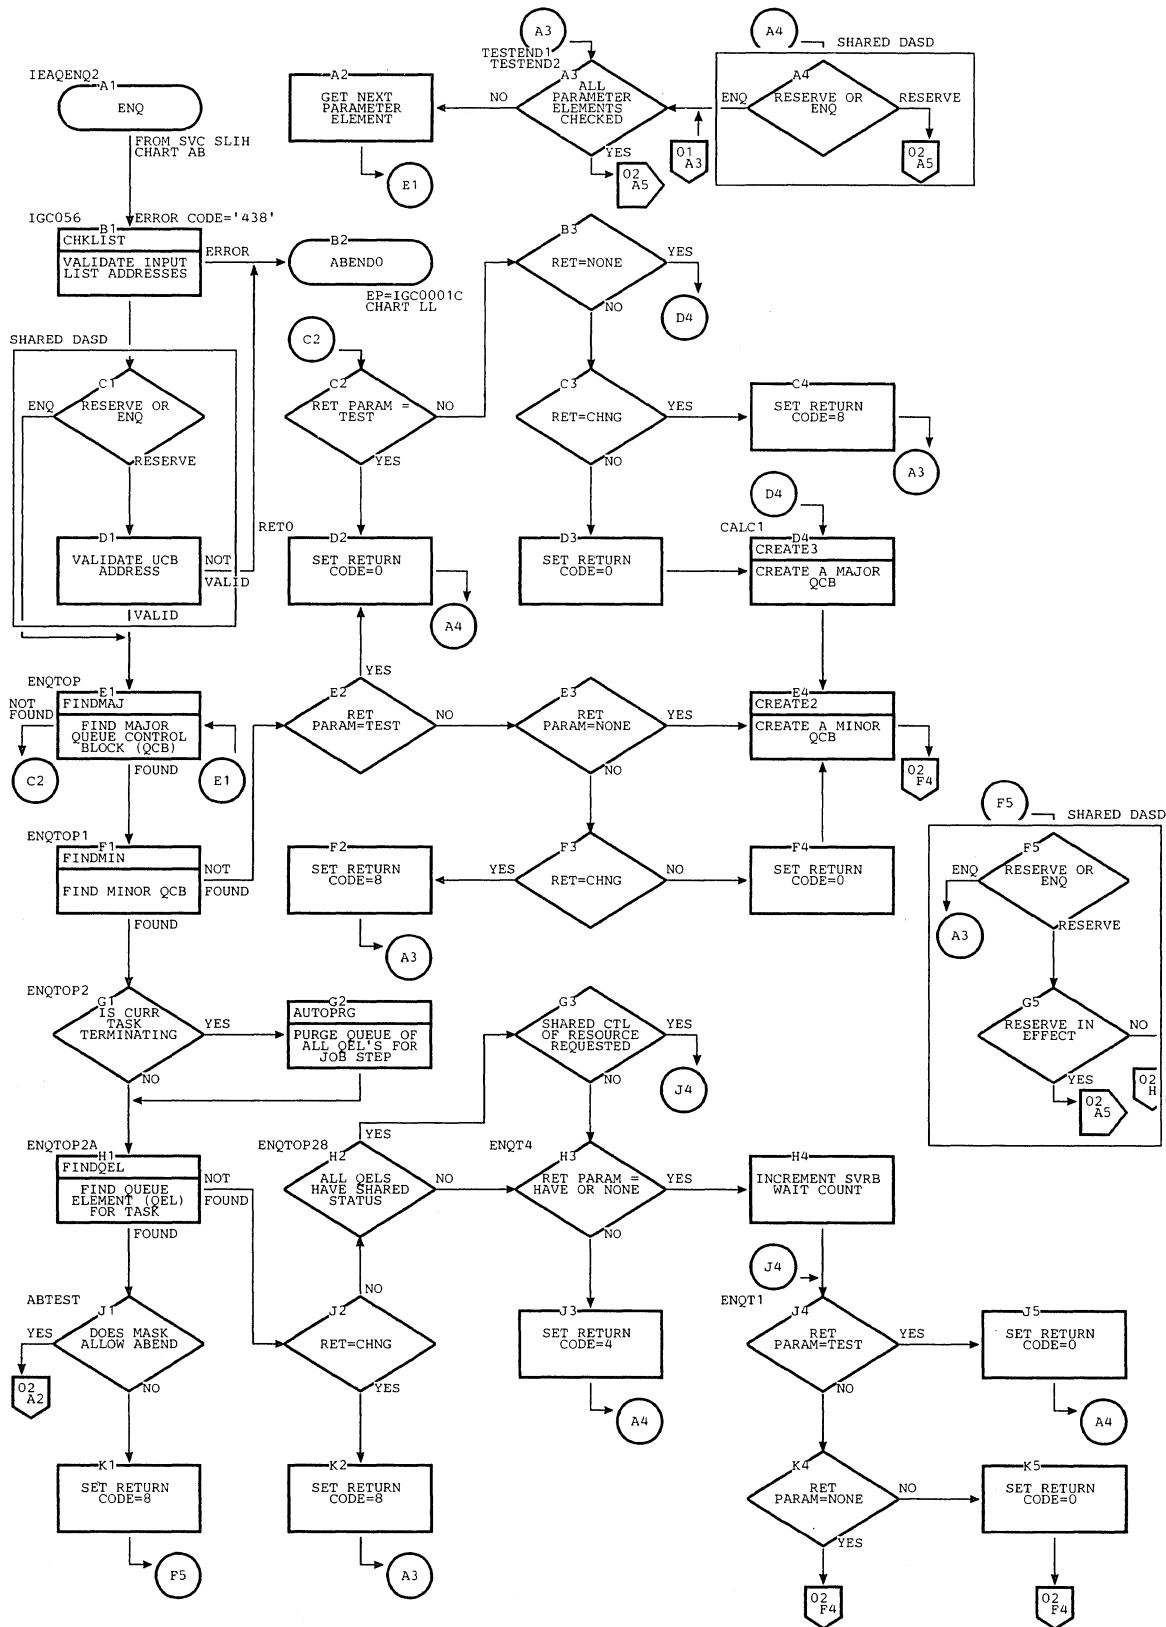 IEAQENQ2
A1
ENQ
FROM SVC SLIH
CHART AB
A2
GET NEXT
PARAMETER
ELEMENT
E1
A3
TESTEND1
TESTEND2
A3
ALL
PARAMETER
ELEMENTS
CHECKED
NO
YES
02
A5
01
A3
A4
SHARED DASD
A4
RESERVE OR
ENQ
ENQ
RESERVE
02
A5
IGC056
ERROR CODE='438'
B1
CHKLIST
VALIDATE INPUT
LIST ADDRESSES
ERROR
B2
ABEND0
EP=IGC0001C
CHART LL
B3
RET=NONE
YES
NO
D4
SHARED DASD
C1
RESERVE OR
ENQ
ENQ
RESERVE
C2
C2
RET PARAM =
TEST
NO
YES
C3
RET=CHNG
YES
NO
C4
SET RETURN
CODE=8
A3
D1
VALIDATE UCB
ADDRESS
NOT
VALID
VALID
RET0
D2
SET RETURN
CODE=0
A4
D3
SET RETURN
CODE=0
D4
CALC1
D4
CREATE3
CREATE A MAJOR
QCB
ENQTOP
E1
FINDMAJ
FIND MAJOR
QUEUE CONTROL
BLOCK (QCB)
NOT
FOUND
FOUND
C2
E1
E2
RET
PARAM=TEST
YES
NO
E3
RET
PARAM=NONE
YES
NO
E4
CREATE2
CREATE A MINOR
QCB
02
F4
ENQTOP1
F1
FINDMIN
FIND MINOR QCB
NOT
FOUND
FOUND
F2
SET RETURN
CODE=8
A3
F3
RET=CHNG
YES
NO
F4
SET RETURN
CODE=0
F5
SHARED DASD
F5
RESERVE OR
ENQ
ENQ
RESERVE
A3
G5
RESERVE IN
EFFECT
NO
YES
02
A5
02
H
ENQTOP2
G1
IS CURR
TASK
TERMINATING
YES
NO
G2
AUTOPRG
PURGE QUEUE OF
ALL QEL'S FOR
JOB STEP
G3
SHARED CTL
OF RESOURCE
REQUESTED
YES
NO
J4
ENQTOP2A
H1
FINDQEL
FIND QUEUE
ELEMENT (QEL)
FOR TASK
NOT
FOUND
FOUND
ENQTOP28
H2
ALL QELS
HAVE SHARED
STATUS
YES
NO
ENQT4
H3
RET PARAM =
HAVE OR NONE
YES
NO
H4
INCREMENT SVRB
WAIT COUNT
ABTEST
J1
DOES MASK
ALLOW ABEND
YES
NO
02
A2
J2
RET=CHNG
NO
YES
J3
SET RETURN
CODE=4
A4
J4
ENQT1
J4
RET
PARAM=TEST
YES
NO
J5
SET RETURN
CODE=0
A4
K1
SET RETURN
CODE=8
F5
K2
SET RETURN
CODE=8
A3
K4
RET
PARAM=NONE
NO
YES
02
F4
K5
SET RETURN
CODE=0
02
F4